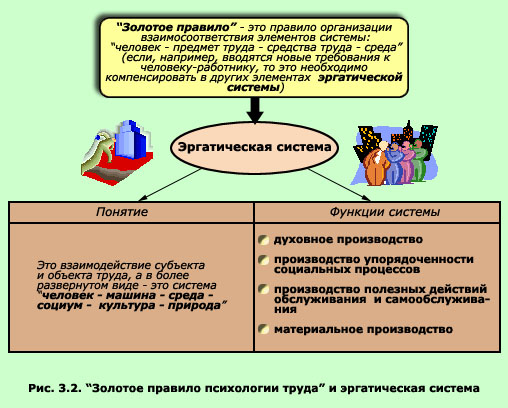 “Золотое правило” - это правило организации
взаимосоответствия элементов системы:
“человек - предмет труда - средства труда - среда”
(если, например, вводятся новые требования к
человеку-работнику, то это необходимо
компенсировать в других элементах эргатической
системы)
Эргатическая система
Понятие
Это взаимодействие субъекта
и объекта труда, а в более
развернутом виде - это система
“человек - машина - среда -
социум - культура - природа”
Функции системы
духовное производство
производство упорядоченности
социальных процессов
производство полезных действий
обслуживания и самообслужива-
ния
материальное производство
Рис. 3.2. “Золотое правило психологии труда” и эргатическая система